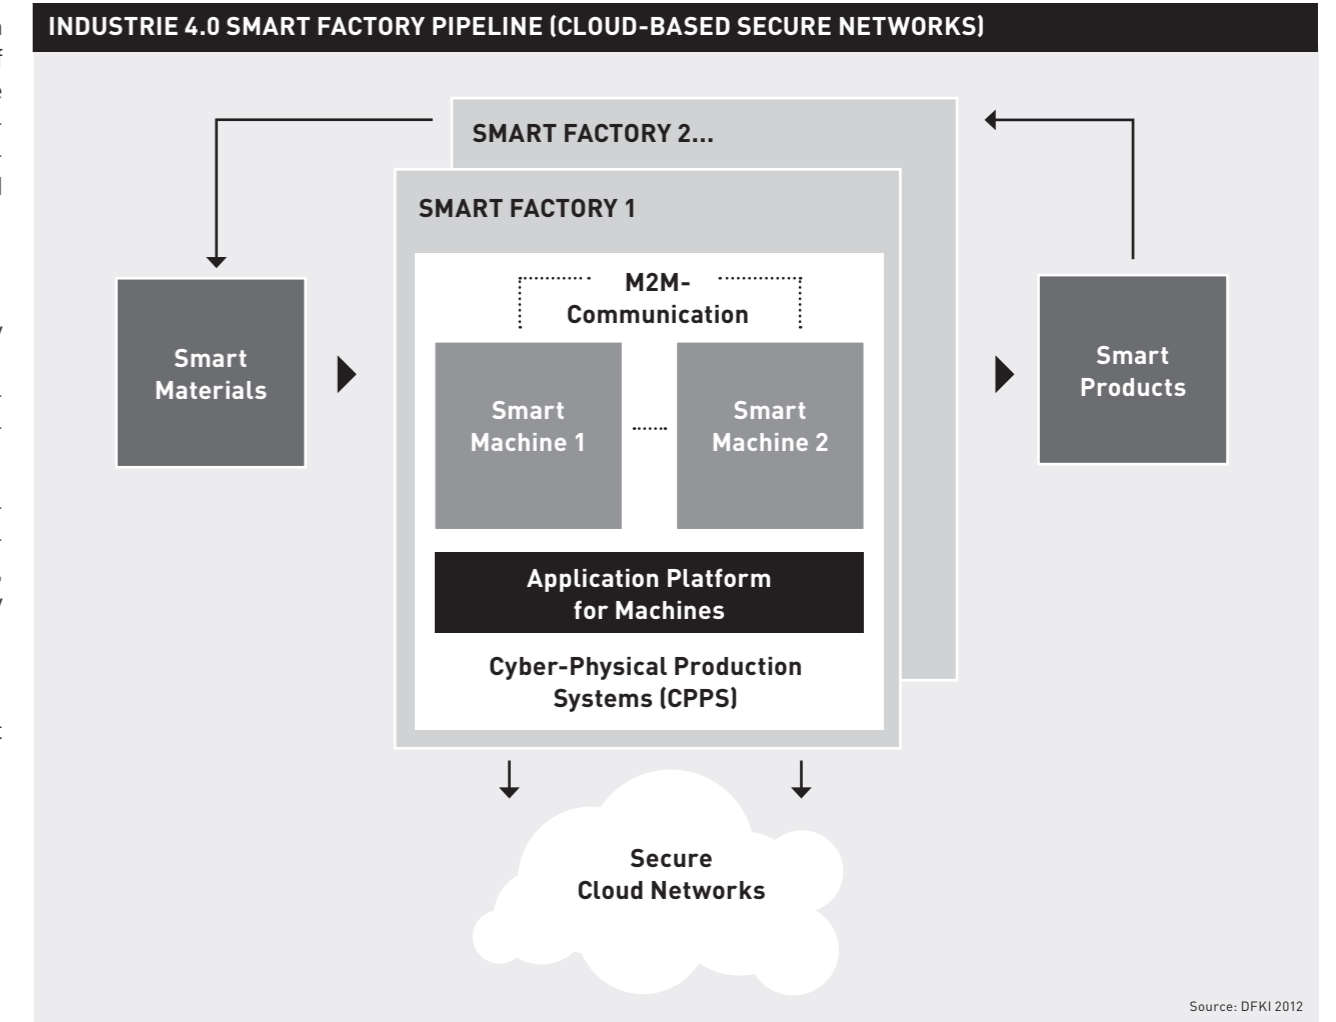 INDUSTRIE 4.0 SMART FACTORY PIPELINE (CLOUD-BASED SECURE NETWORKS)
SMART FACTORY 2...
SMART FACTORY 1
M2M-
Communication
Smart
Materials
Smart
Machine 1
Smart
Machine 2
Smart
Products
Application Platform
for Machines
Cyber-Physical Production
Systems (CPPS)
Secure
Cloud Networks
Source: DFKI 2012